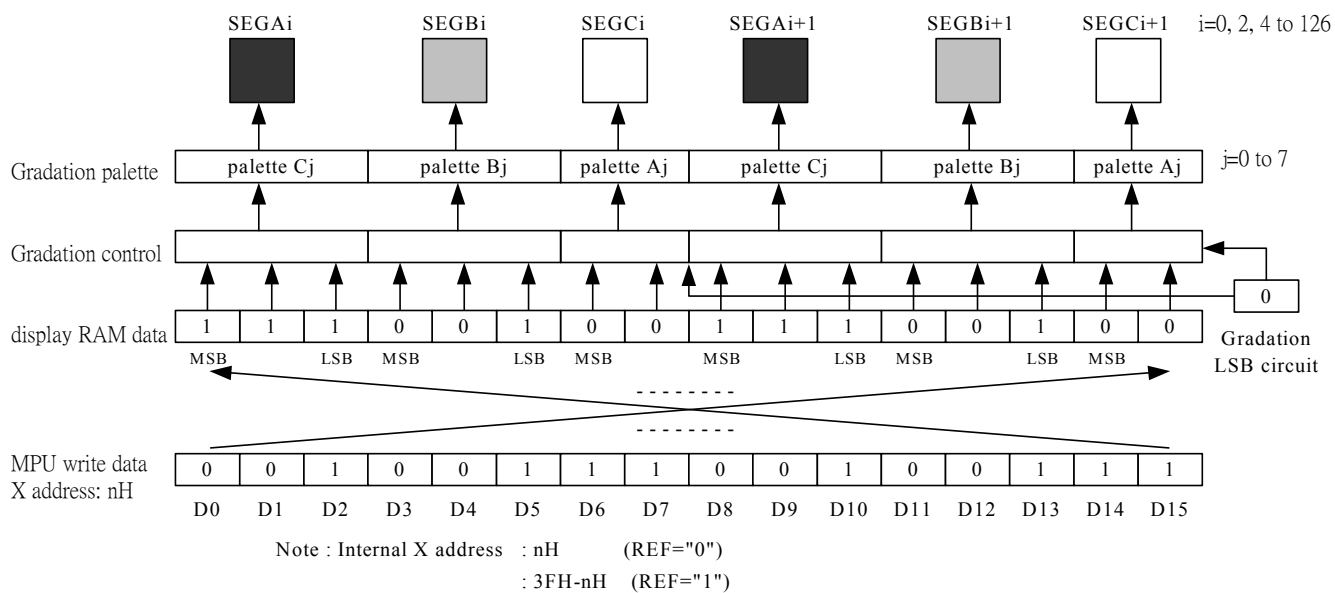 SEGAi SEGBi SEGCi SEGAi+1 SEGBi+1 SEGCi+1 i=0, 2, 4 to 126
Gradation palette palette Cj palette Bj palette Aj palette Cj palette Bj palette Aj j=0 to 7
Gradation control
0
display RAM data 1 1 1 0 0 1 0 0 1 1 1 0 0 1 0 0
Gradation
LSB circuit
MSB LSB MSB LSB MSB MSB LSB MSB LSB MSB
MPU write data
X address: nH
0 0 1 0 0 1 1 1 0 0 1 0 0 1 1 1
D0 D1 D2 D3 D4 D5 D6 D7 D8 D9 D10 D11 D12 D13 D14 D15
Note : Internal X address : nH (REF="0")
: 3FH-nH (REF="1")